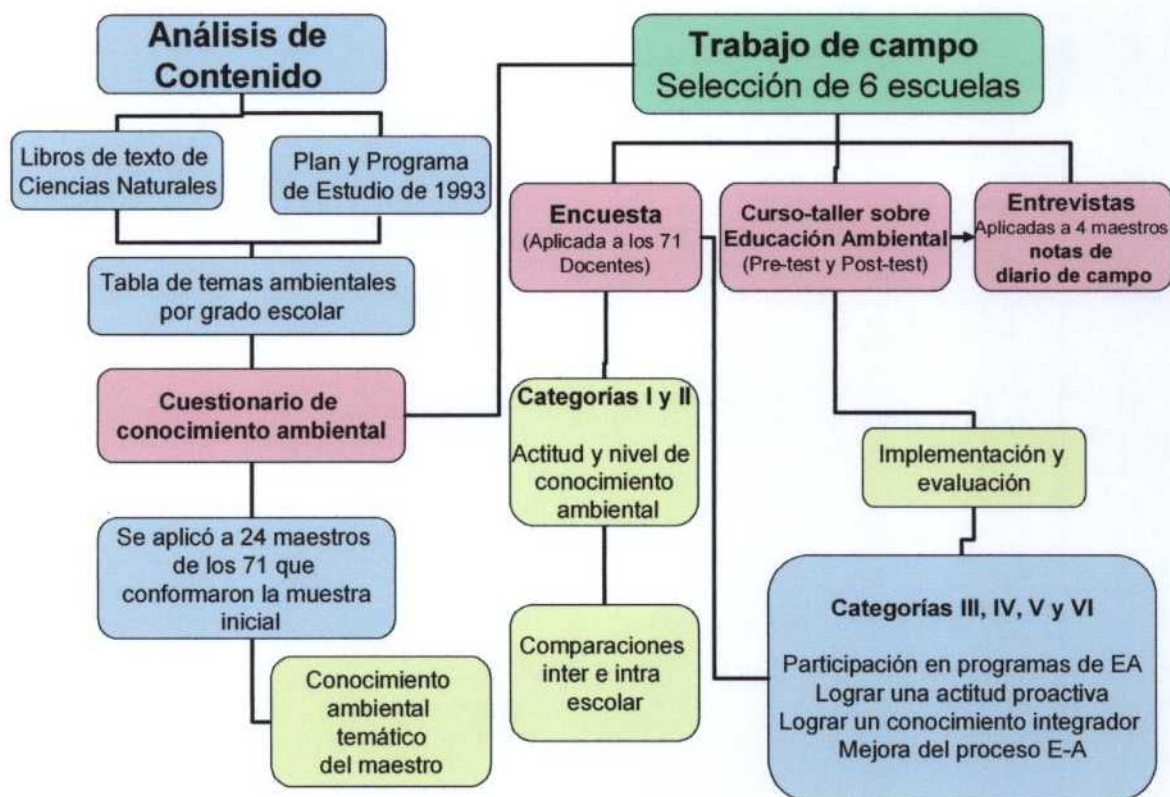 Análisis de
Contenido
Libros de texto de
Ciencias Naturales
Plan y Programa
de Estudio de 1993
Tabla de temas ambientales
por grado escolar
Cuestionario de
conocimiento ambiental
Se aplicó a 24 maestros
de los 71 que
conformaron la muestra
inicial
Conocimiento
ambiental
temático
del maestro
Trabajo de campo
Selección de 6 escuelas
Encuesta
(Aplicada a los 71
Docentes)
Curso-taller sobre
Educación Ambiental
(Pre-test y Post-test)
Entrevistas
Aplicadas a 4 maestros
notas de
diario de campo
Categorías I y II
Actitud y nivel de
conocimiento
ambiental
Comparaciones
inter e intra
escolar
Implementación y
evaluación
Categorías III, IV, V y VI
Participación en programas de EA
Lograr una actitud proactiva
Lograr un conocimiento integrador
Mejora del proceso E-A